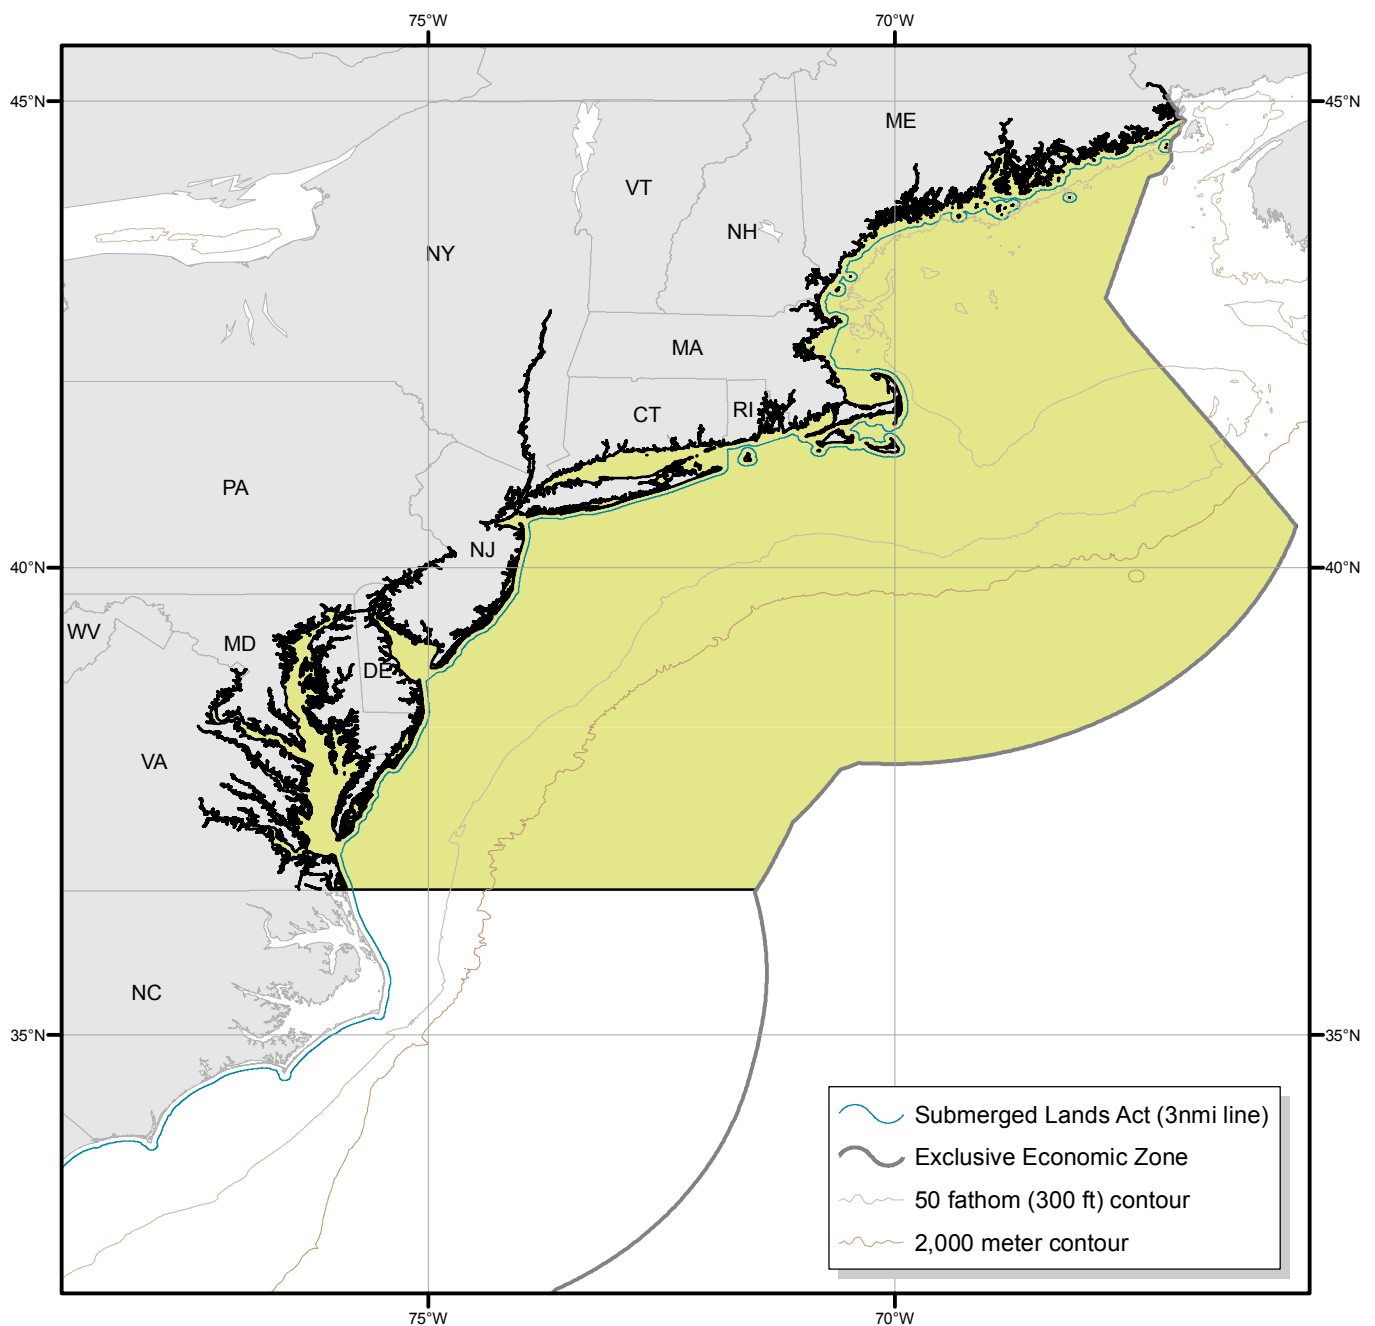 75°W 70°W
45°N 45°N
ME
VT
NH
NY
MA
CT RI
PA
NJ
40°N 40°N
WV
MD
DE
VA
NC
35°N 35°N
Submerged Lands Act (3nmi line)
Exclusive Economic Zone
50 fathom (300 ft) contour
2,000 meter contour
75°W 70°W